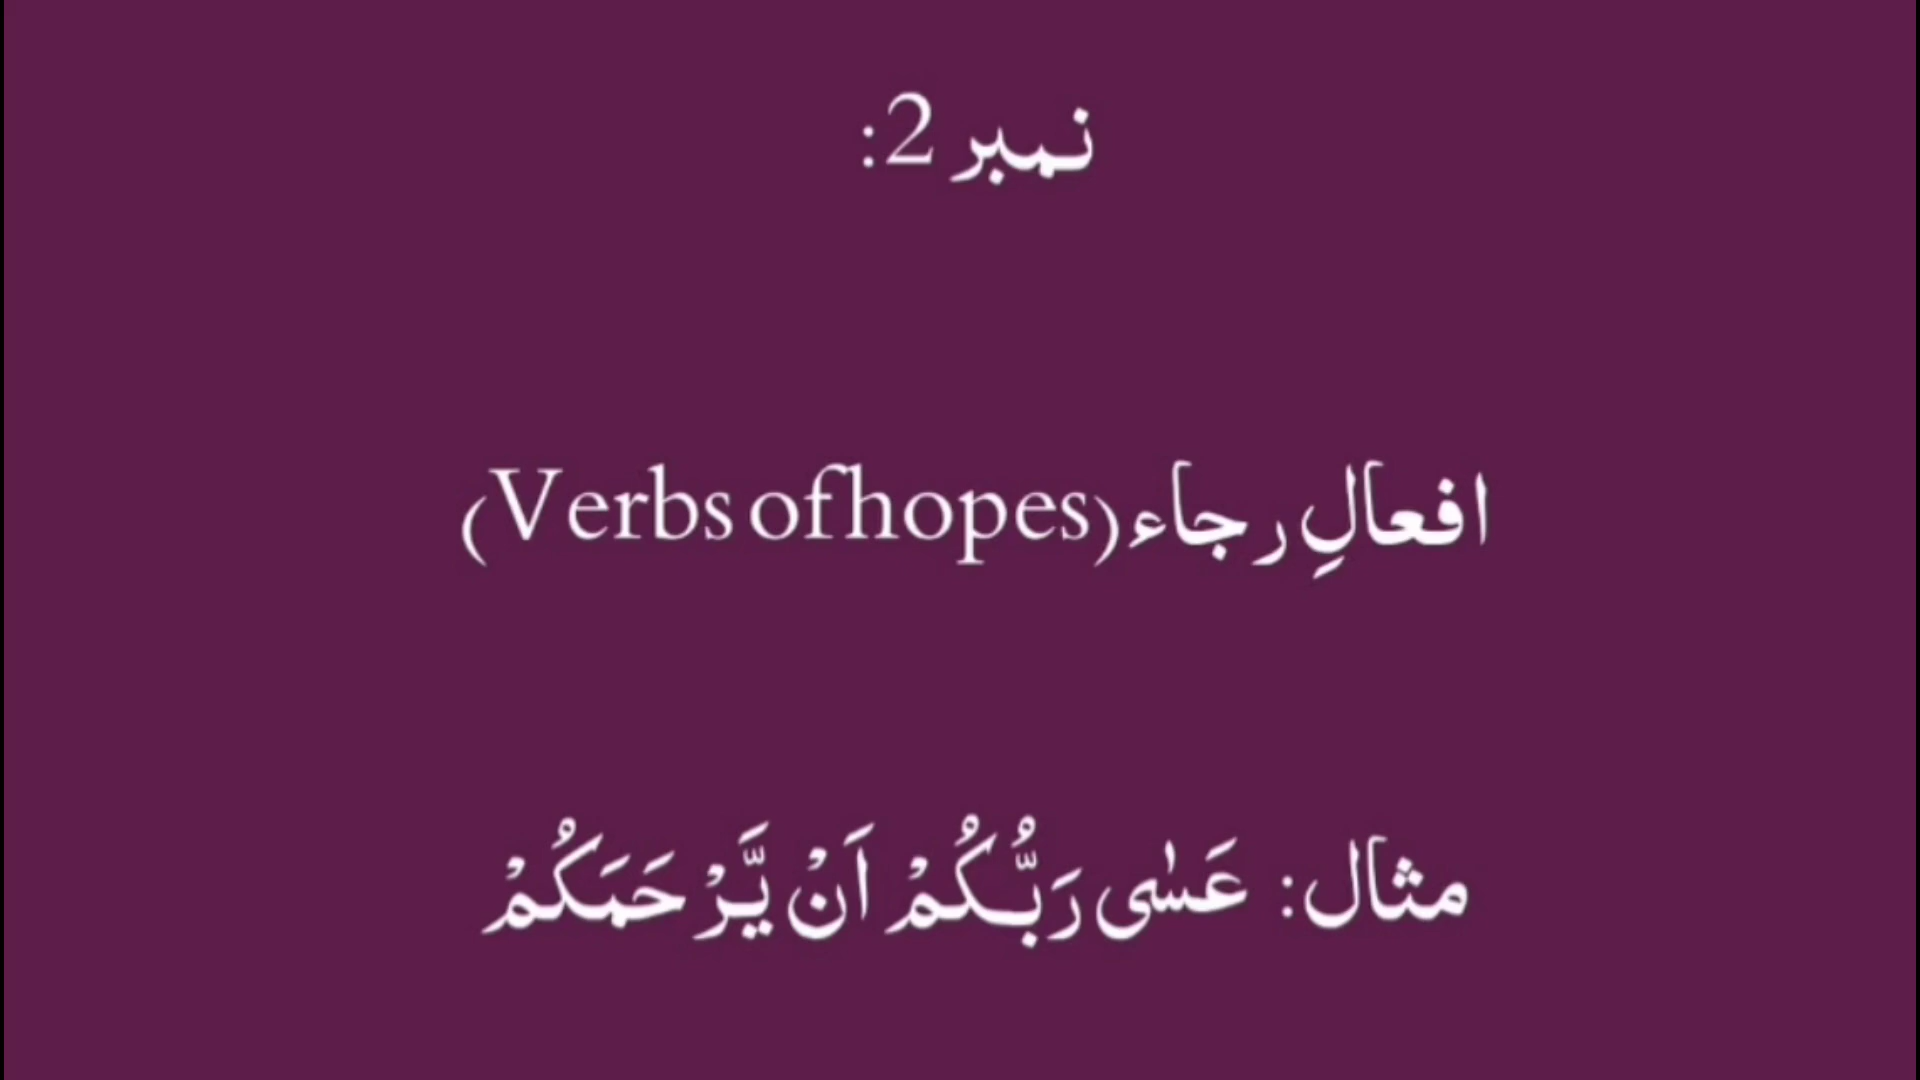 نمبر 2:
افعالِ رجاء (Verbs of hopes)
مثال: عَسٰی رَبُّکُمْ اَنْ یَّرْحَمَکُمْ